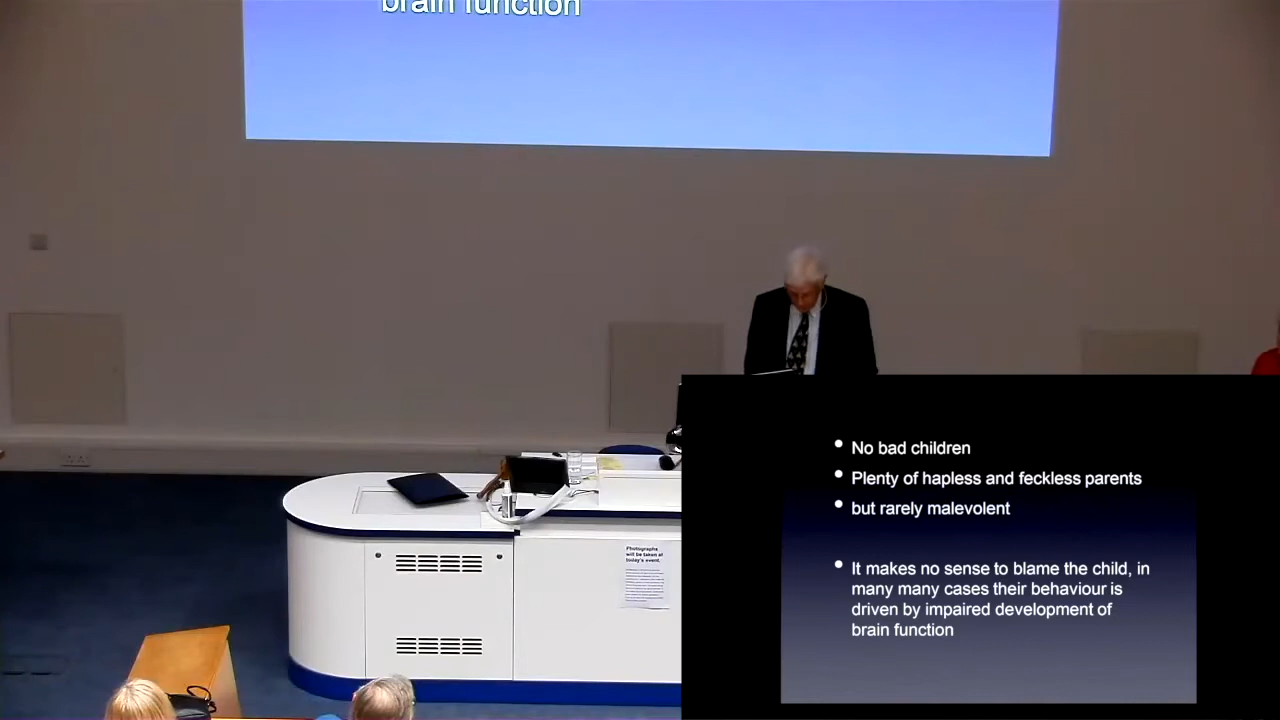 brain function
Photographs
will be taken at
today's event.
• No bad children
• Plenty of hapless and feckless parents
• but rarely malevolent
• It makes no sense to blame the child, in
many many cases their behaviour is
driven by impaired development of
brain function